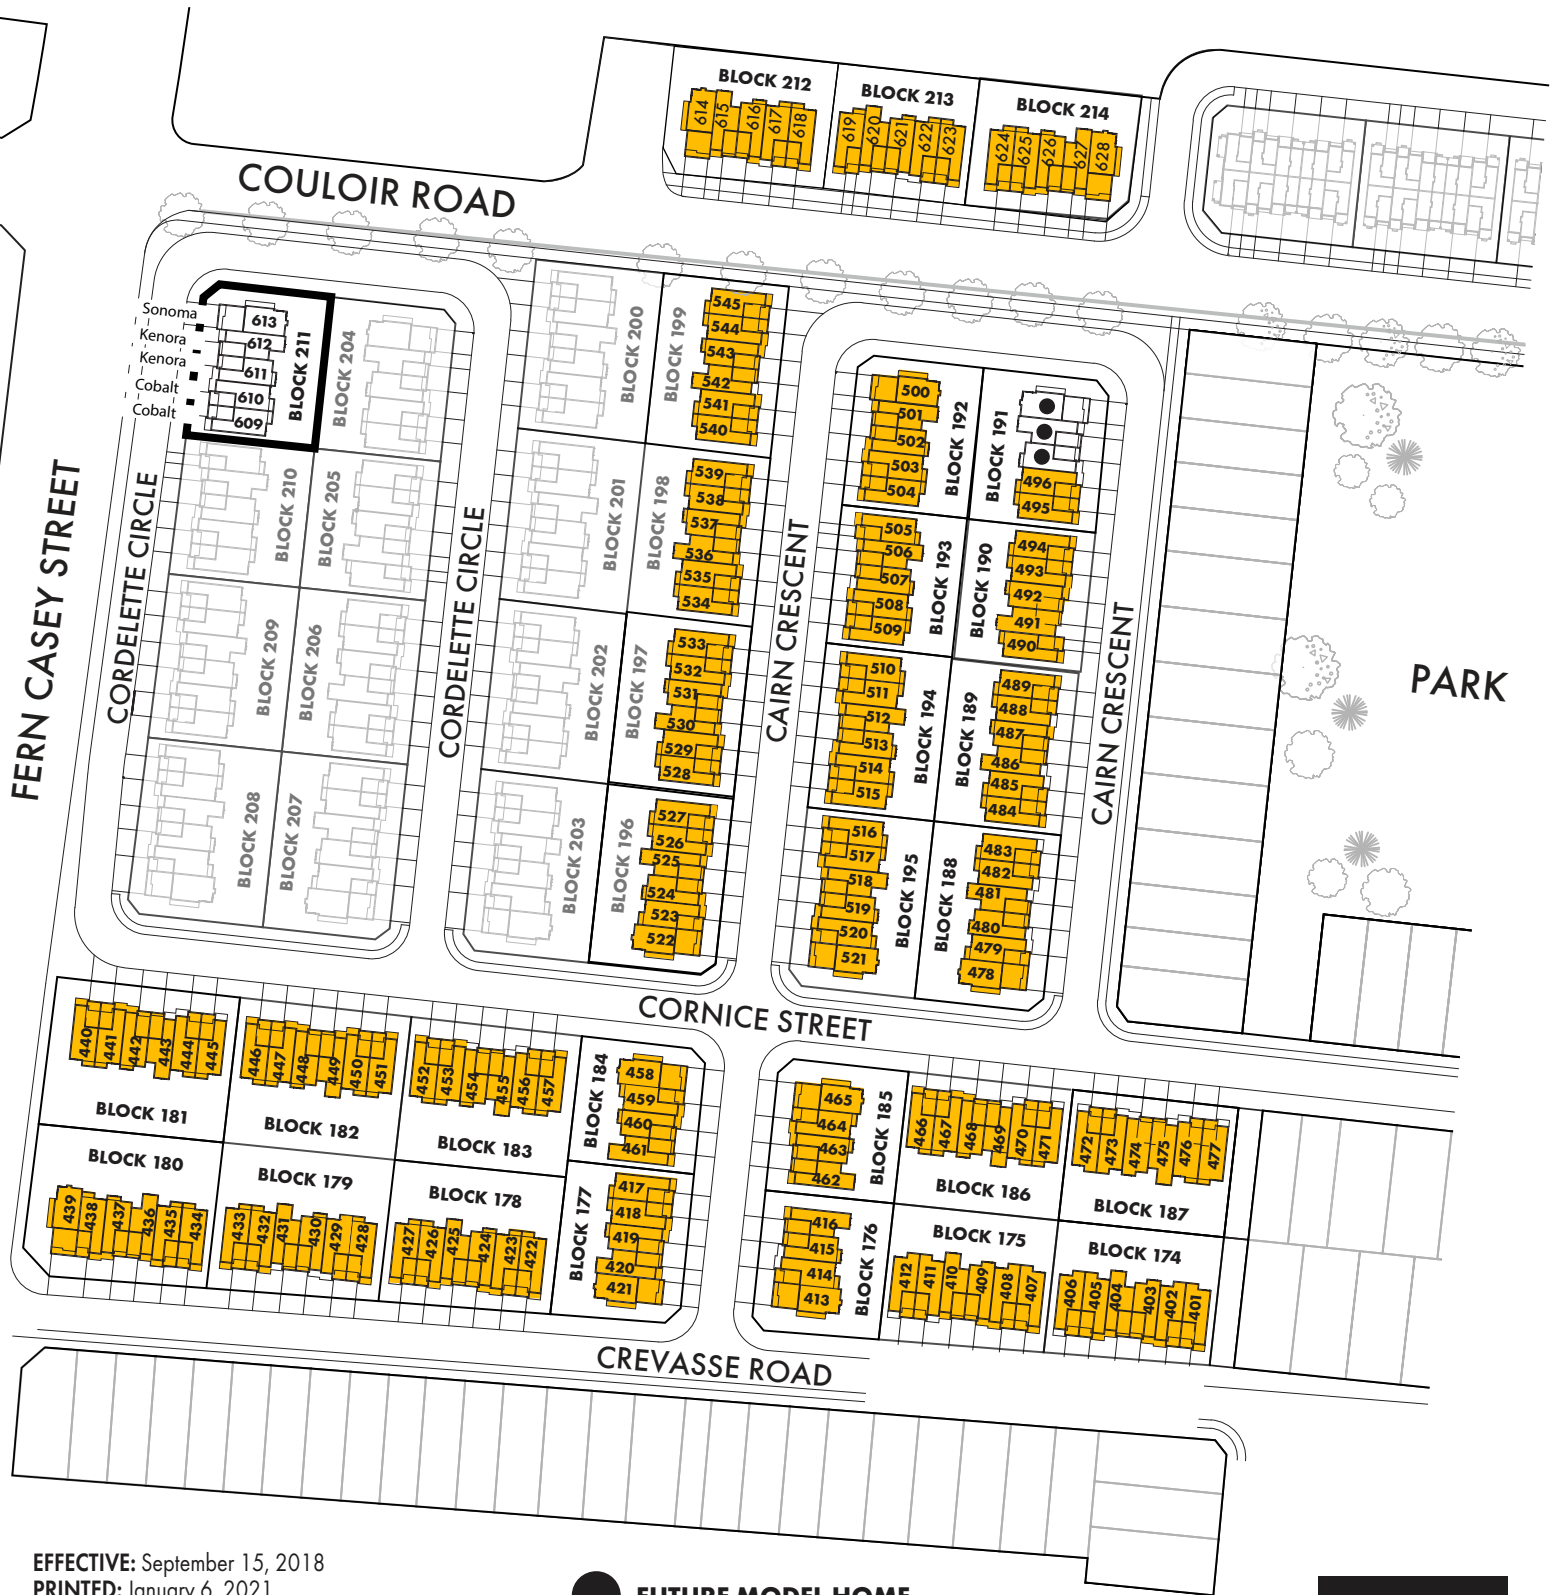 BLOCK 212
BLOCK 213
BLOCK 214
614
615
616
617
618
619
620
621
622
623
624
625
626
627
628
COULOIR ROAD
Sonoma
Kenora
Kenora
Cobalt
Cobalt
613
612
611
610
609
BLOCK 211
BLOCK 204
BLOCK 210
BLOCK 205
BLOCK 209
BLOCK 206
BLOCK 208
BLOCK 207
FERN CASEY STREET
CORDELETTE CIRCLE
CORDELETTE CIRCLE
BLOCK 200
BLOCK 199
545
544
543
542
541
540
BLOCK 201
BLOCK 198
539
538
537
536
535
534
BLOCK 202
BLOCK 197
533
532
531
530
529
528
BLOCK 203
BLOCK 196
527
526
525
524
523
522
CAIRN CRESCENT
500
501
502
503
504
BLOCK 192
BLOCK 191
496
495
505
506
507
508
509
BLOCK 193
BLOCK 190
494
493
492
491
490
510
511
512
513
514
515
BLOCK 194
BLOCK 189
489
488
487
486
485
484
516
517
518
519
520
521
BLOCK 195
BLOCK 188
483
482
481
480
479
478
CAIRN CRESCENT
PARK
CORNICE STREET
440
441
442
443
444
445
BLOCK 181
446
447
448
449
450
451
BLOCK 182
452
453
454
455
456
457
BLOCK 183
BLOCK 184
458
459
460
461
465
464
463
462
BLOCK 185
466
467
468
469
470
471
BLOCK 186
472
473
474
475
476
477
BLOCK 187
BLOCK 180
439
438
437
436
435
434
BLOCK 179
433
432
431
430
429
428
BLOCK 178
427
426
425
424
423
422
BLOCK 177
417
418
419
420
421
416
415
414
413
BLOCK 176
BLOCK 175
412
411
410
409
408
407
BLOCK 174
406
405
404
403
402
401
CREVASSE ROAD
EFFECTIVE: September 15, 2018
PRINTED: January 6, 2021
FUTURE MODEL HOME